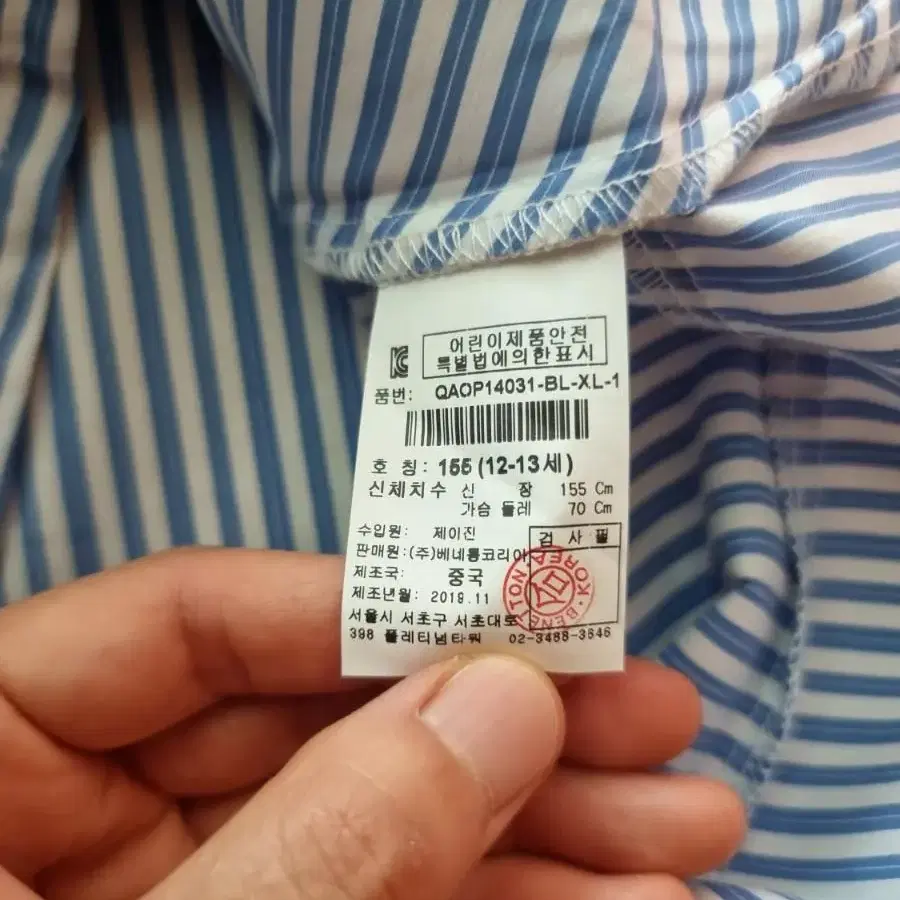 어린이제품안전
특별법에의한표시
품번: QAOP14031-BL-XL-1
호 칭: 155 (12-13세)
신체치수 신 장 155 Cm
가슴 둘레 70 Cm
수입원: 제이진
검 사 필
판매원:(주)베네통코리아
제조국: 중국
제조년월: 2019.11
BENETTON KOREA
서울시 서초구 서초대로
398 플레티넘타워 02-3488-3646